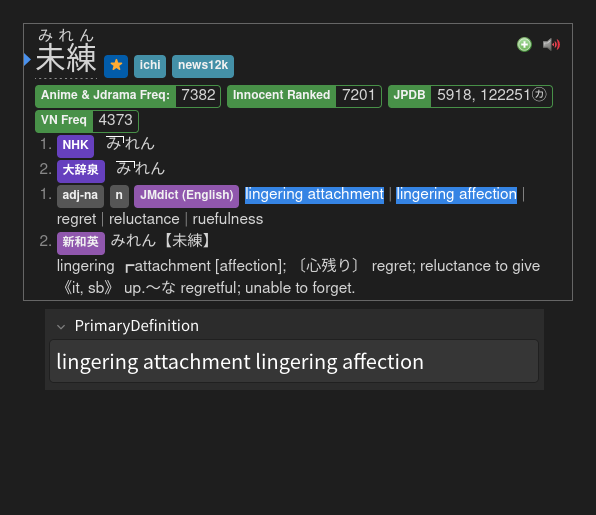 みれん
未練 ★ ichi news12k
Anime & Jdrama Freq: 7382 Innocent Ranked 7201 JPDB 5918, 122251㋕
VN Freq 4373
1. NHK みれん
2. 大辞泉 みれん
1. adj-na n JMdict (English) lingering attachment | lingering affection |
regret | reluctance | ruefulness
2. 新和英 みれん【未練】
lingering ┏attachment [affection]; 〔心残り〕 regret; reluctance to give
《it, sb》 up.〜な regretful; unable to forget.
PrimaryDefinition
lingering attachment lingering affection